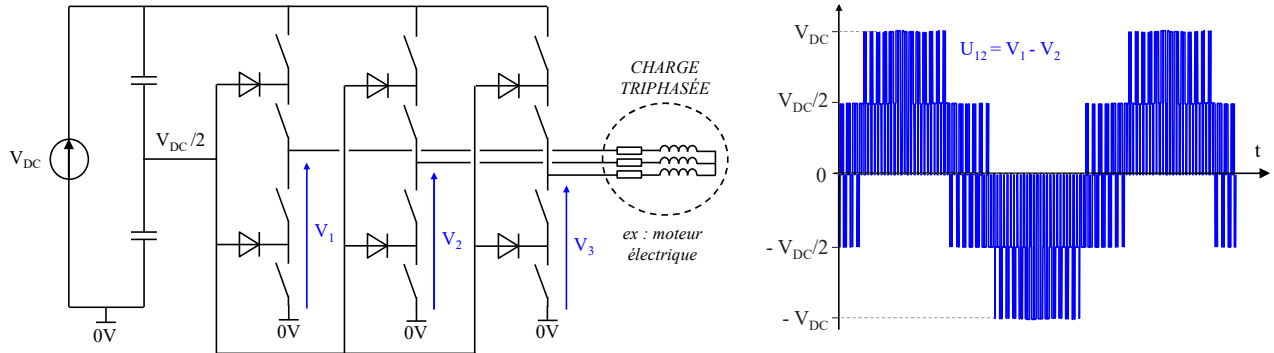 V_DC
V_DC/2
V_1
V_2
V_3
0V
0V
0V
0V
CHARGE
TRIPHASÉE
ex : moteur
électrique
V_DC
V_DC/2
0
- V_DC/2
- V_DC
U_12 = V_1 - V_2
t